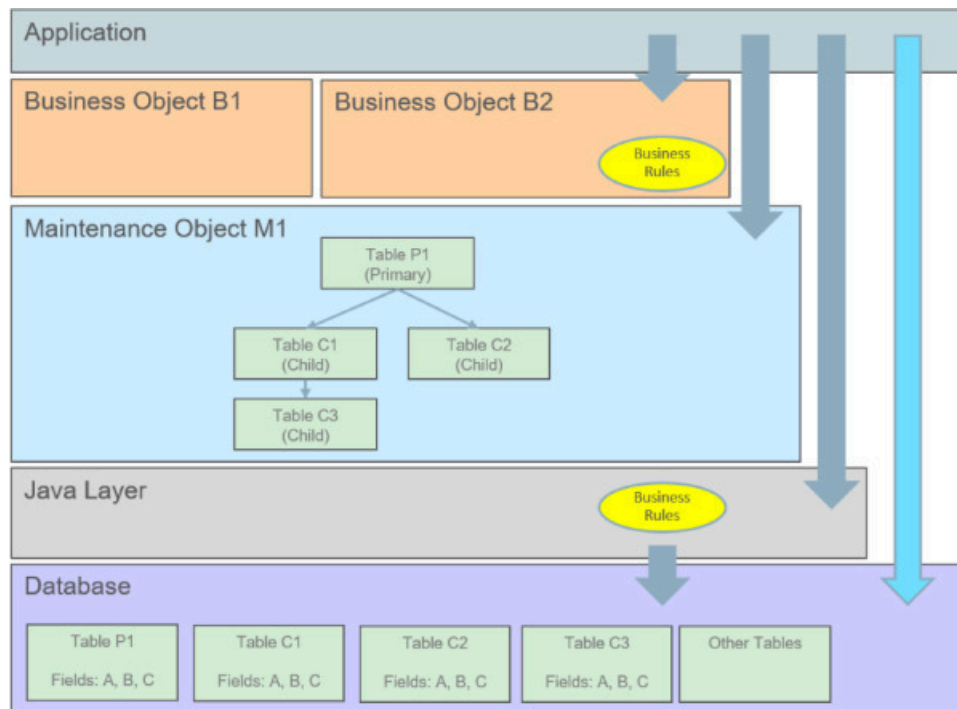 Application
Business Object B1
Business Object B2
Business
Rules
Maintenance Object M1
Table P1
(Primary)
Table C1
(Child)
Table C2
(Child)
Table C3
(Child)
Java Layer
Business
Rules
Database
Table P1
Fields: A, B, C
Table C1
Fields: A, B, C
Table C2
Fields: A, B, C
Table C3
Fields: A, B, C
Other Tables